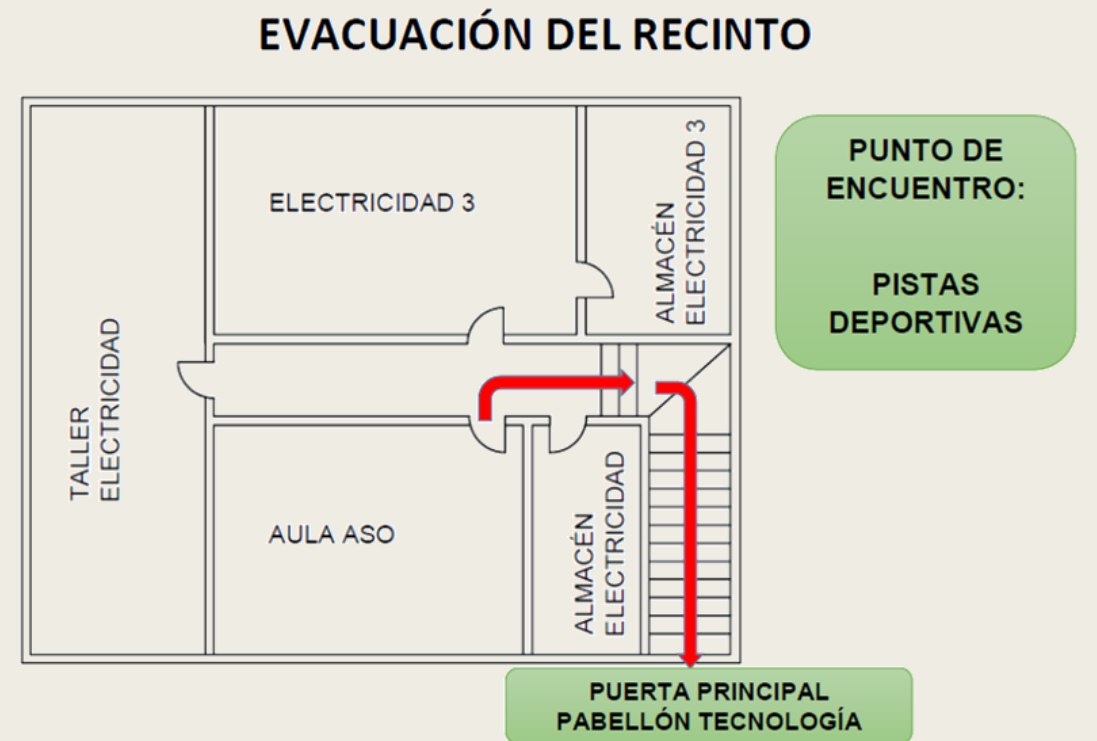 EVACUACIÓN DEL RECINTO
ELECTRICIDAD 3
ALMACÉN
ELECTRICIDAD 3
PUNTO DE
ENCUENTRO:
PISTAS
DEPORTIVAS
TALLER
ELECTRICIDAD
AULA ASO
ALMACÉN
ELECTRICIDAD
PUERTA PRINCIPAL
PABELLÓN TECNOLOGÍA